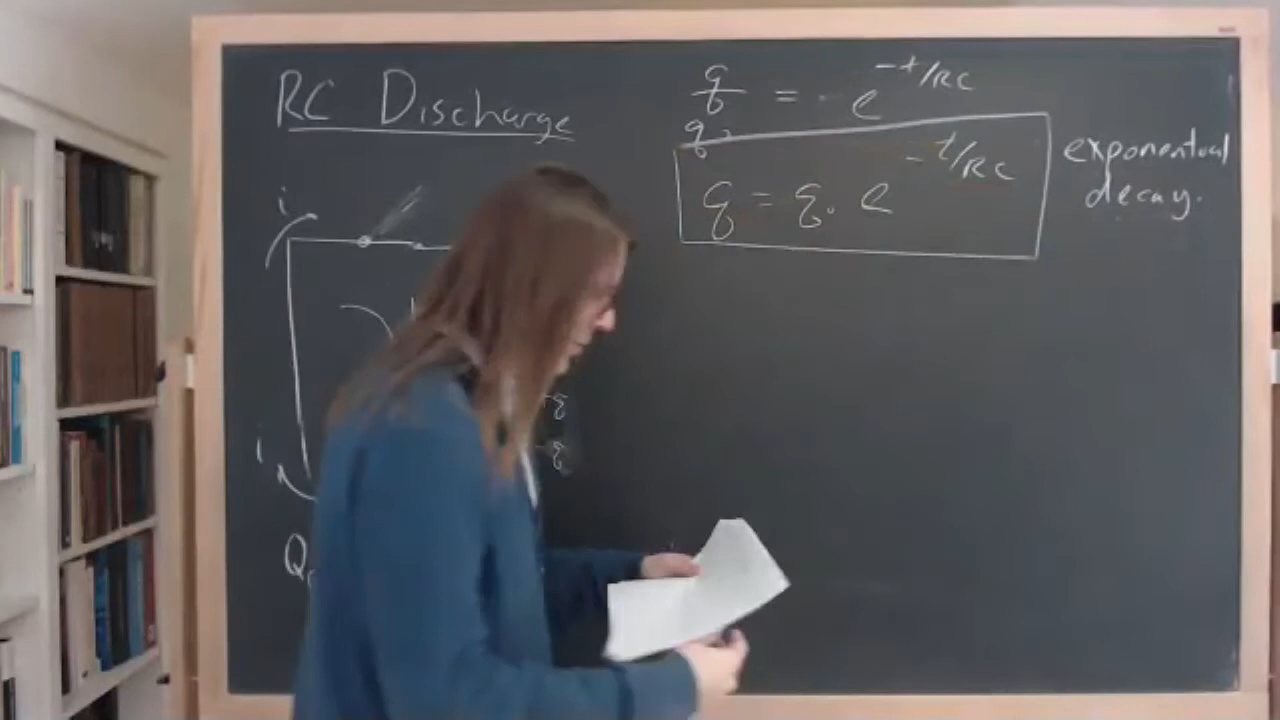 RC Discharge
q/q₀ = e^-t/RC
q = q₀ e^-t/RC
exponential
decay.
i
i
q
q
Q